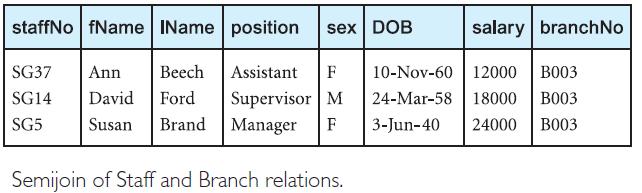 staffNo fName lName position sex DOB salary branchNo
SG37 Ann Beech Assistant F 10-Nov-60 12000 B003
SG14 David Ford Supervisor M 24-Mar-58 18000 B003
SG5 Susan Brand Manager F 3-Jun-40 24000 B003
Semijoin of Staff and Branch relations.